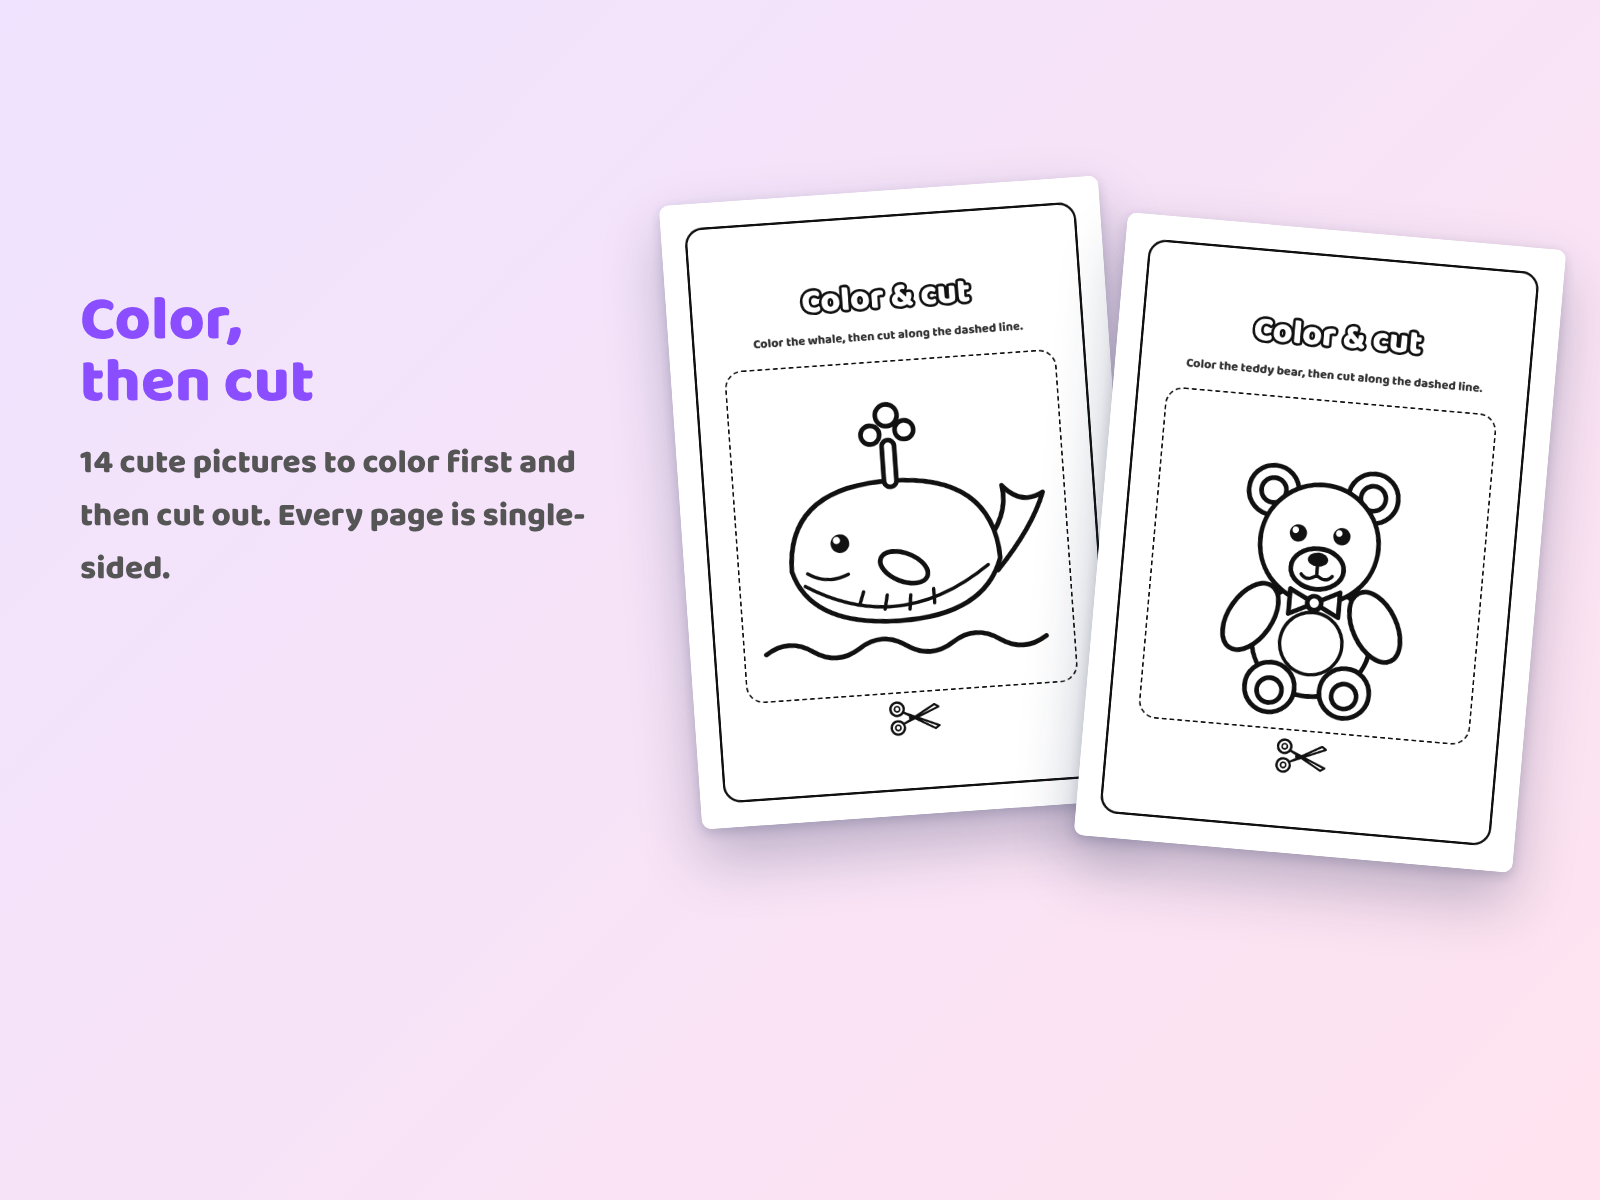 Color,
then cut
14 cute pictures to color first and
then cut out. Every page is single-
sided.
Color & cut
Color the whale, then cut along the dashed line.
Color & cut
Color the teddy bear, then cut along the dashed line.